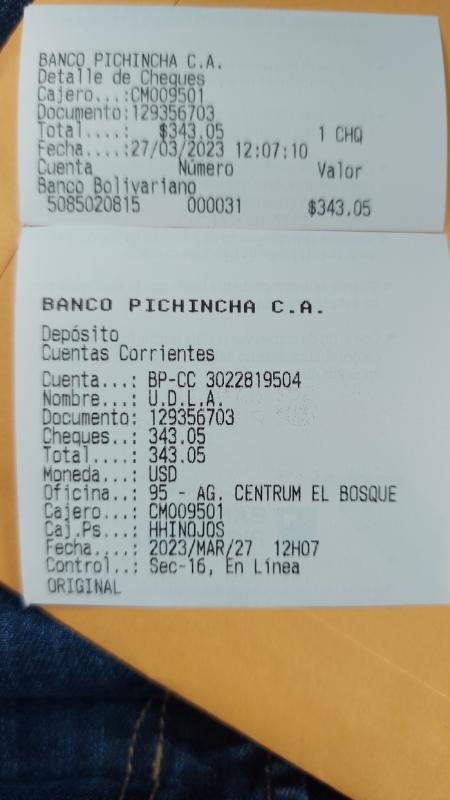 BANCO PICHINCHA C.A.
Detalle de Cheques
Cajero...:CM009501
Documento:129356703
Total....: $343.05 1 CHQ
Fecha....:27/03/2023 12:07:10
Cuenta Número Valor
Banco Bolivariano
5085020815 000031 $343.05
BANCO PICHINCHA C.A.
Depósito
Cuentas Corrientes
Cuenta...: BP-CC 3022819504
Nombre...: U.D.L.A.
Documento: 129356703
Cheques..: 343.05
Total....: 343.05
Moneda...: USD
Oficina..: 95 - AG. CENTRUM EL BOSQUE
Cajero...: CM009501
Caj.Ps...: HHINOJOS
Fecha....: 2023/MAR/27 12H07
Control..: Sec-16, En Línea
ORIGINAL